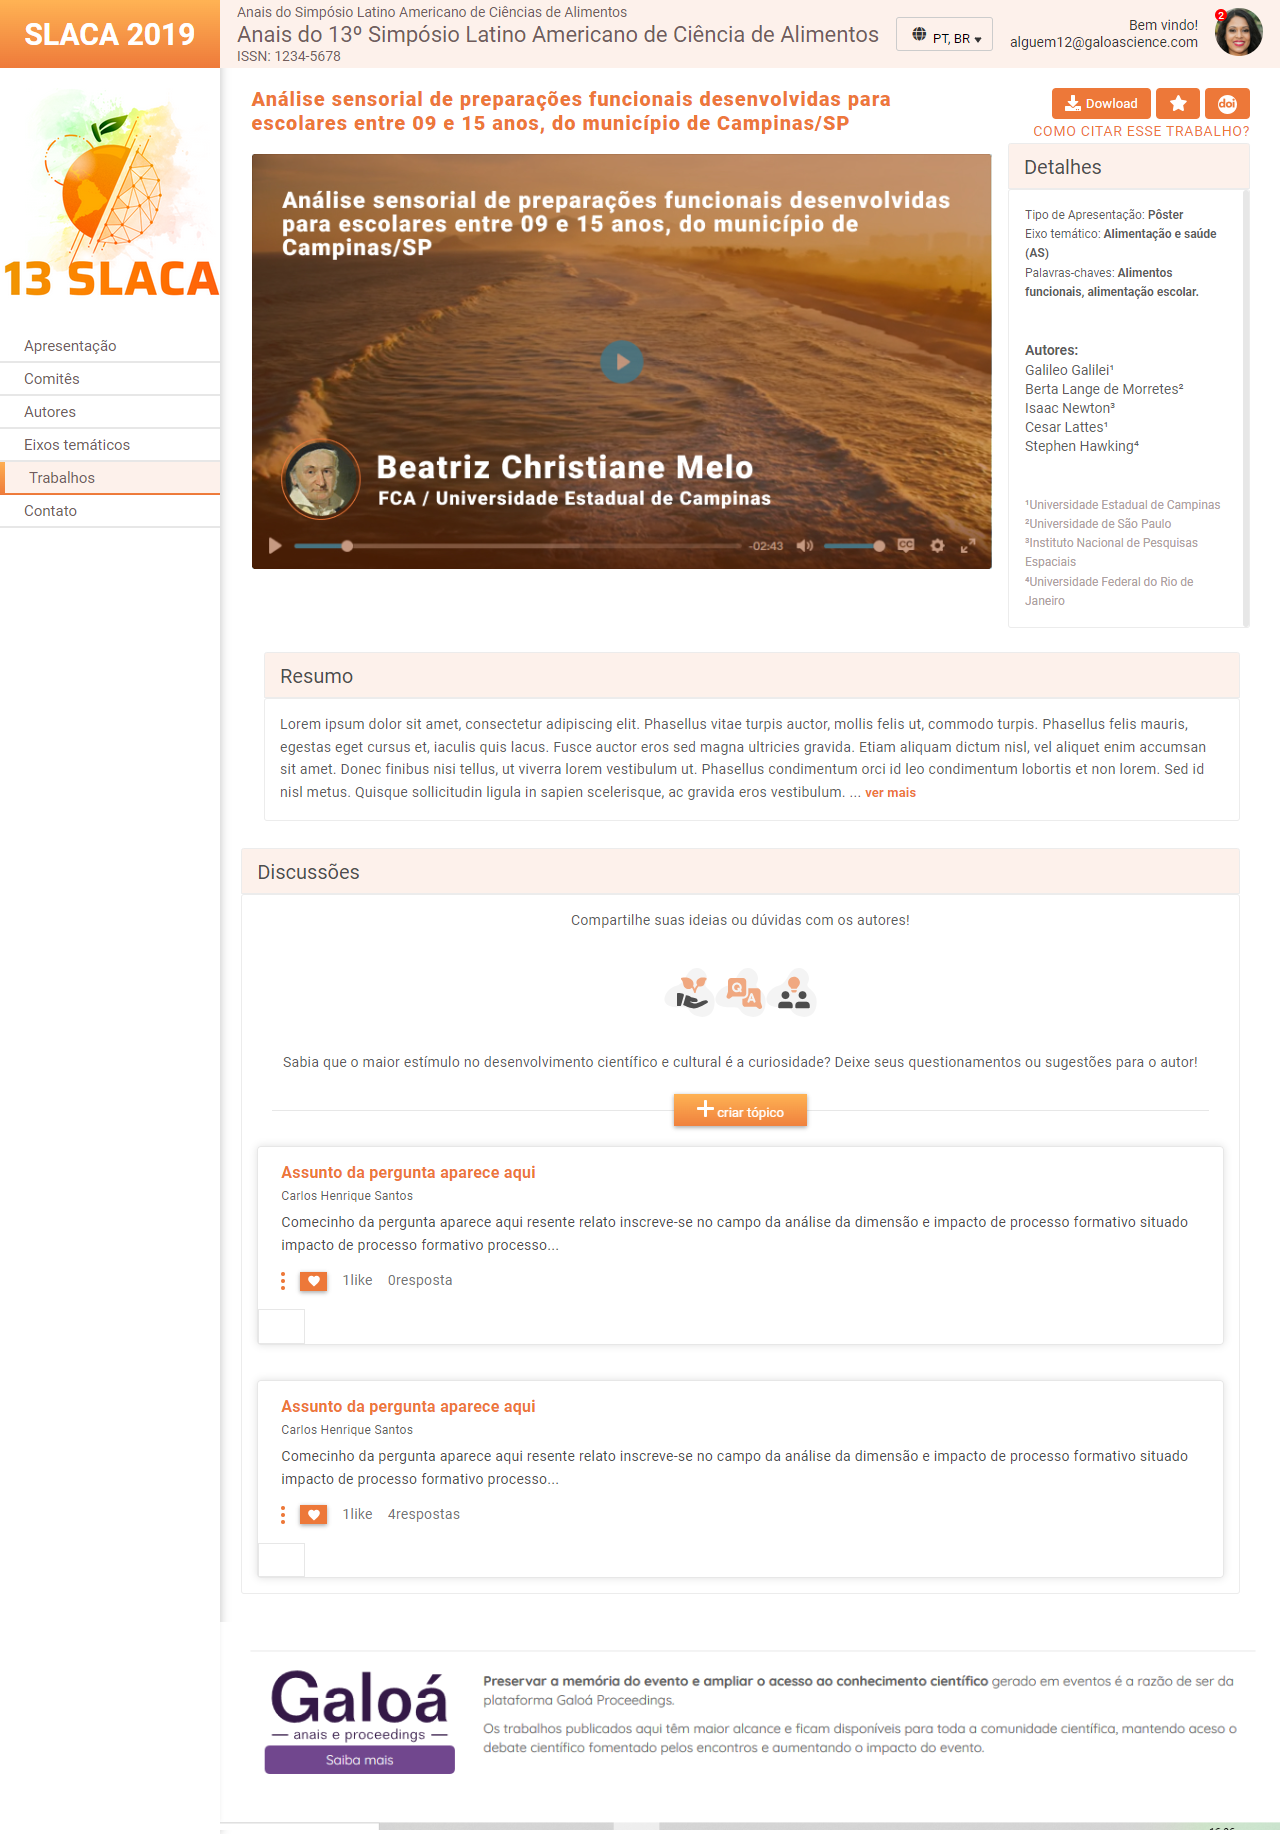 SLACA 2019
Anais do Simpósio Latino Americano de Ciências de Alimentos
Anais do 13º Simpósio Latino Americano de Ciência de Alimentos
ISSN: 1234-5678
PT, BR
Bem vindo!
alguem12@galoascience.com
2
13 SLACA
Apresentação
Comitês
Autores
Eixos temáticos
Trabalhos
Contato
Análise sensorial de preparações funcionais desenvolvidas para
escolares entre 09 e 15 anos, do município de Campinas/SP
Dowload
doi
COMO CITAR ESSE TRABALHO?
Análise sensorial de preparações funcionais desenvolvidas
para escolares entre 09 e 15 anos, do município de
Campinas/SP
Beatriz Christiane Melo
FCA / Universidade Estadual de Campinas
-02:43
CC
Detalhes
Tipo de Apresentação: Pôster
Eixo temático: Alimentação e saúde
(AS)
Palavras-chaves: Alimentos
funcionais, alimentação escolar.
Autores:
Galileo Galilei¹
Berta Lange de Morretes²
Isaac Newton³
Cesar Lattes¹
Stephen Hawking⁴
¹Universidade Estadual de Campinas
²Universidade de São Paulo
³Instituto Nacional de Pesquisas
Espaciais
⁴Universidade Federal do Rio de
Janeiro
Resumo
Lorem ipsum dolor sit amet, consectetur adipiscing elit. Phasellus vitae turpis auctor, mollis felis ut, commodo turpis. Phasellus felis mauris,
egestas eget cursus et, iaculis quis lacus. Fusce auctor eros sed magna ultricies gravida. Etiam aliquam dictum nisl, vel aliquet enim accumsan
sit amet. Donec finibus nisi tellus, ut viverra lorem vestibulum ut. Phasellus condimentum orci id leo condimentum lobortis et non lorem. Sed id
nisl metus. Quisque sollicitudin ligula in sapien scelerisque, ac gravida eros vestibulum. ... ver mais
Discussões
Compartilhe suas ideias ou dúvidas com os autores!
Q
A
Sabia que o maior estímulo no desenvolvimento científico e cultural é a curiosidade? Deixe seus questionamentos ou sugestões para o autor!
criar tópico
Assunto da pergunta aparece aqui
Carlos Henrique Santos
Comecinho da pergunta aparece aqui resente relato inscreve-se no campo da análise da dimensão e impacto de processo formativo situado
impacto de processo formativo processo...
1like 0resposta
Assunto da pergunta aparece aqui
Carlos Henrique Santos
Comecinho da pergunta aparece aqui resente relato inscreve-se no campo da análise da dimensão e impacto de processo formativo situado
impacto de processo formativo processo...
1like 4respostas
Galoá
anais e proceedings
Saiba mais
Preservar a memória do evento e ampliar o acesso ao conhecimento científico gerado em eventos é a razão de ser da
plataforma Galoá Proceedings.
Os trabalhos publicados aqui têm maior alcance e ficam disponíveis para toda a comunidade científica, mantendo aceso o
debate científico fomentado pelos encontros e aumentando o impacto do evento.